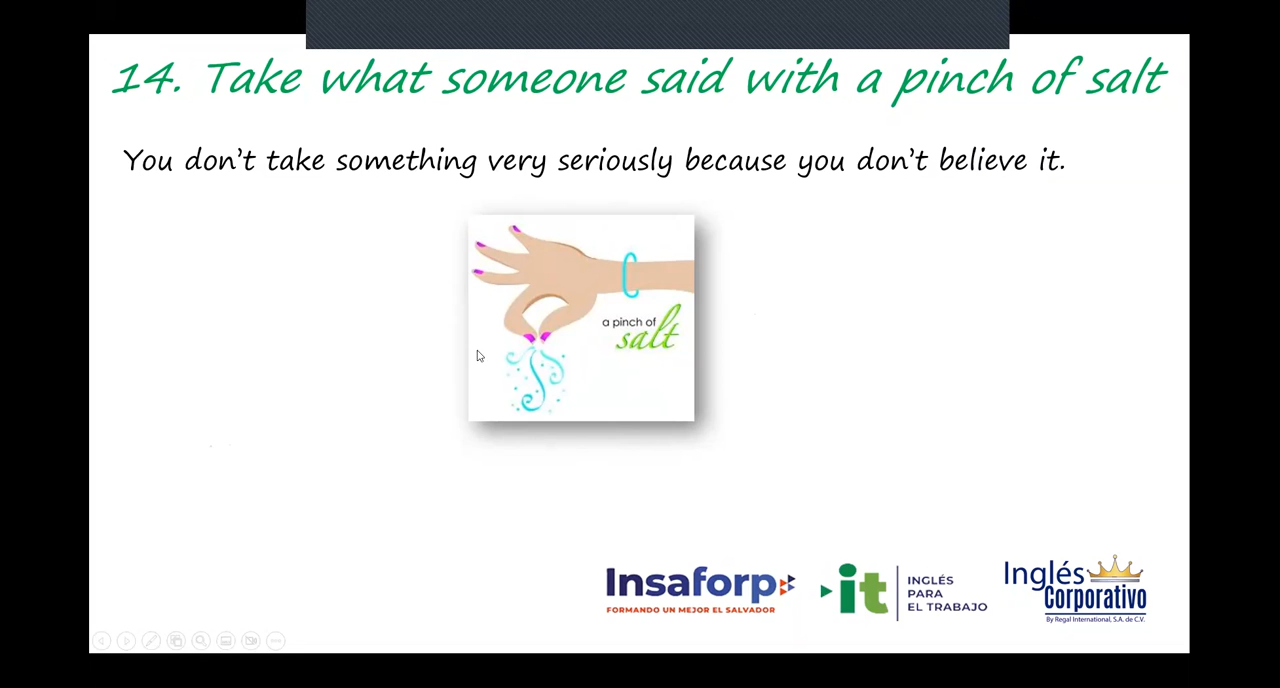 14. Take what someone said with a pinch of salt
You don't take something very seriously because you don't believe it.
a pinch of
salt
Insaforp
FORMANDO UN MEJOR EL SALVADOR
it
INGLÉS
PARA
EL TRABAJO
Inglés
Corporativo
By Regal International, S.A. de C.V.